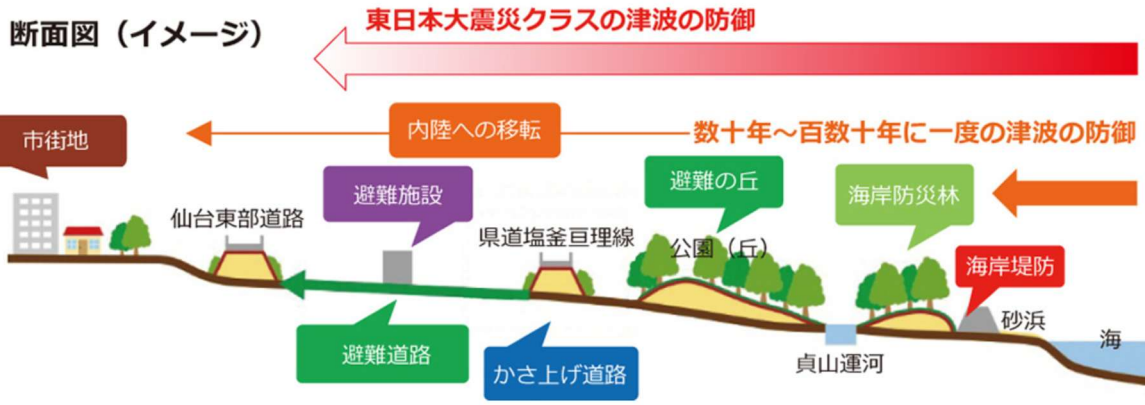 断面図（イメージ）
東日本大震災クラスの津波の防御
数十年～百数十年に一度の津波の防御
内陸への移転
市街地
仙台東部道路
避難施設
県道塩釜亘理線
避難の丘
公園（丘）
海岸防災林
海岸堤防
砂浜
海
貞山運河
避難道路
かさ上げ道路